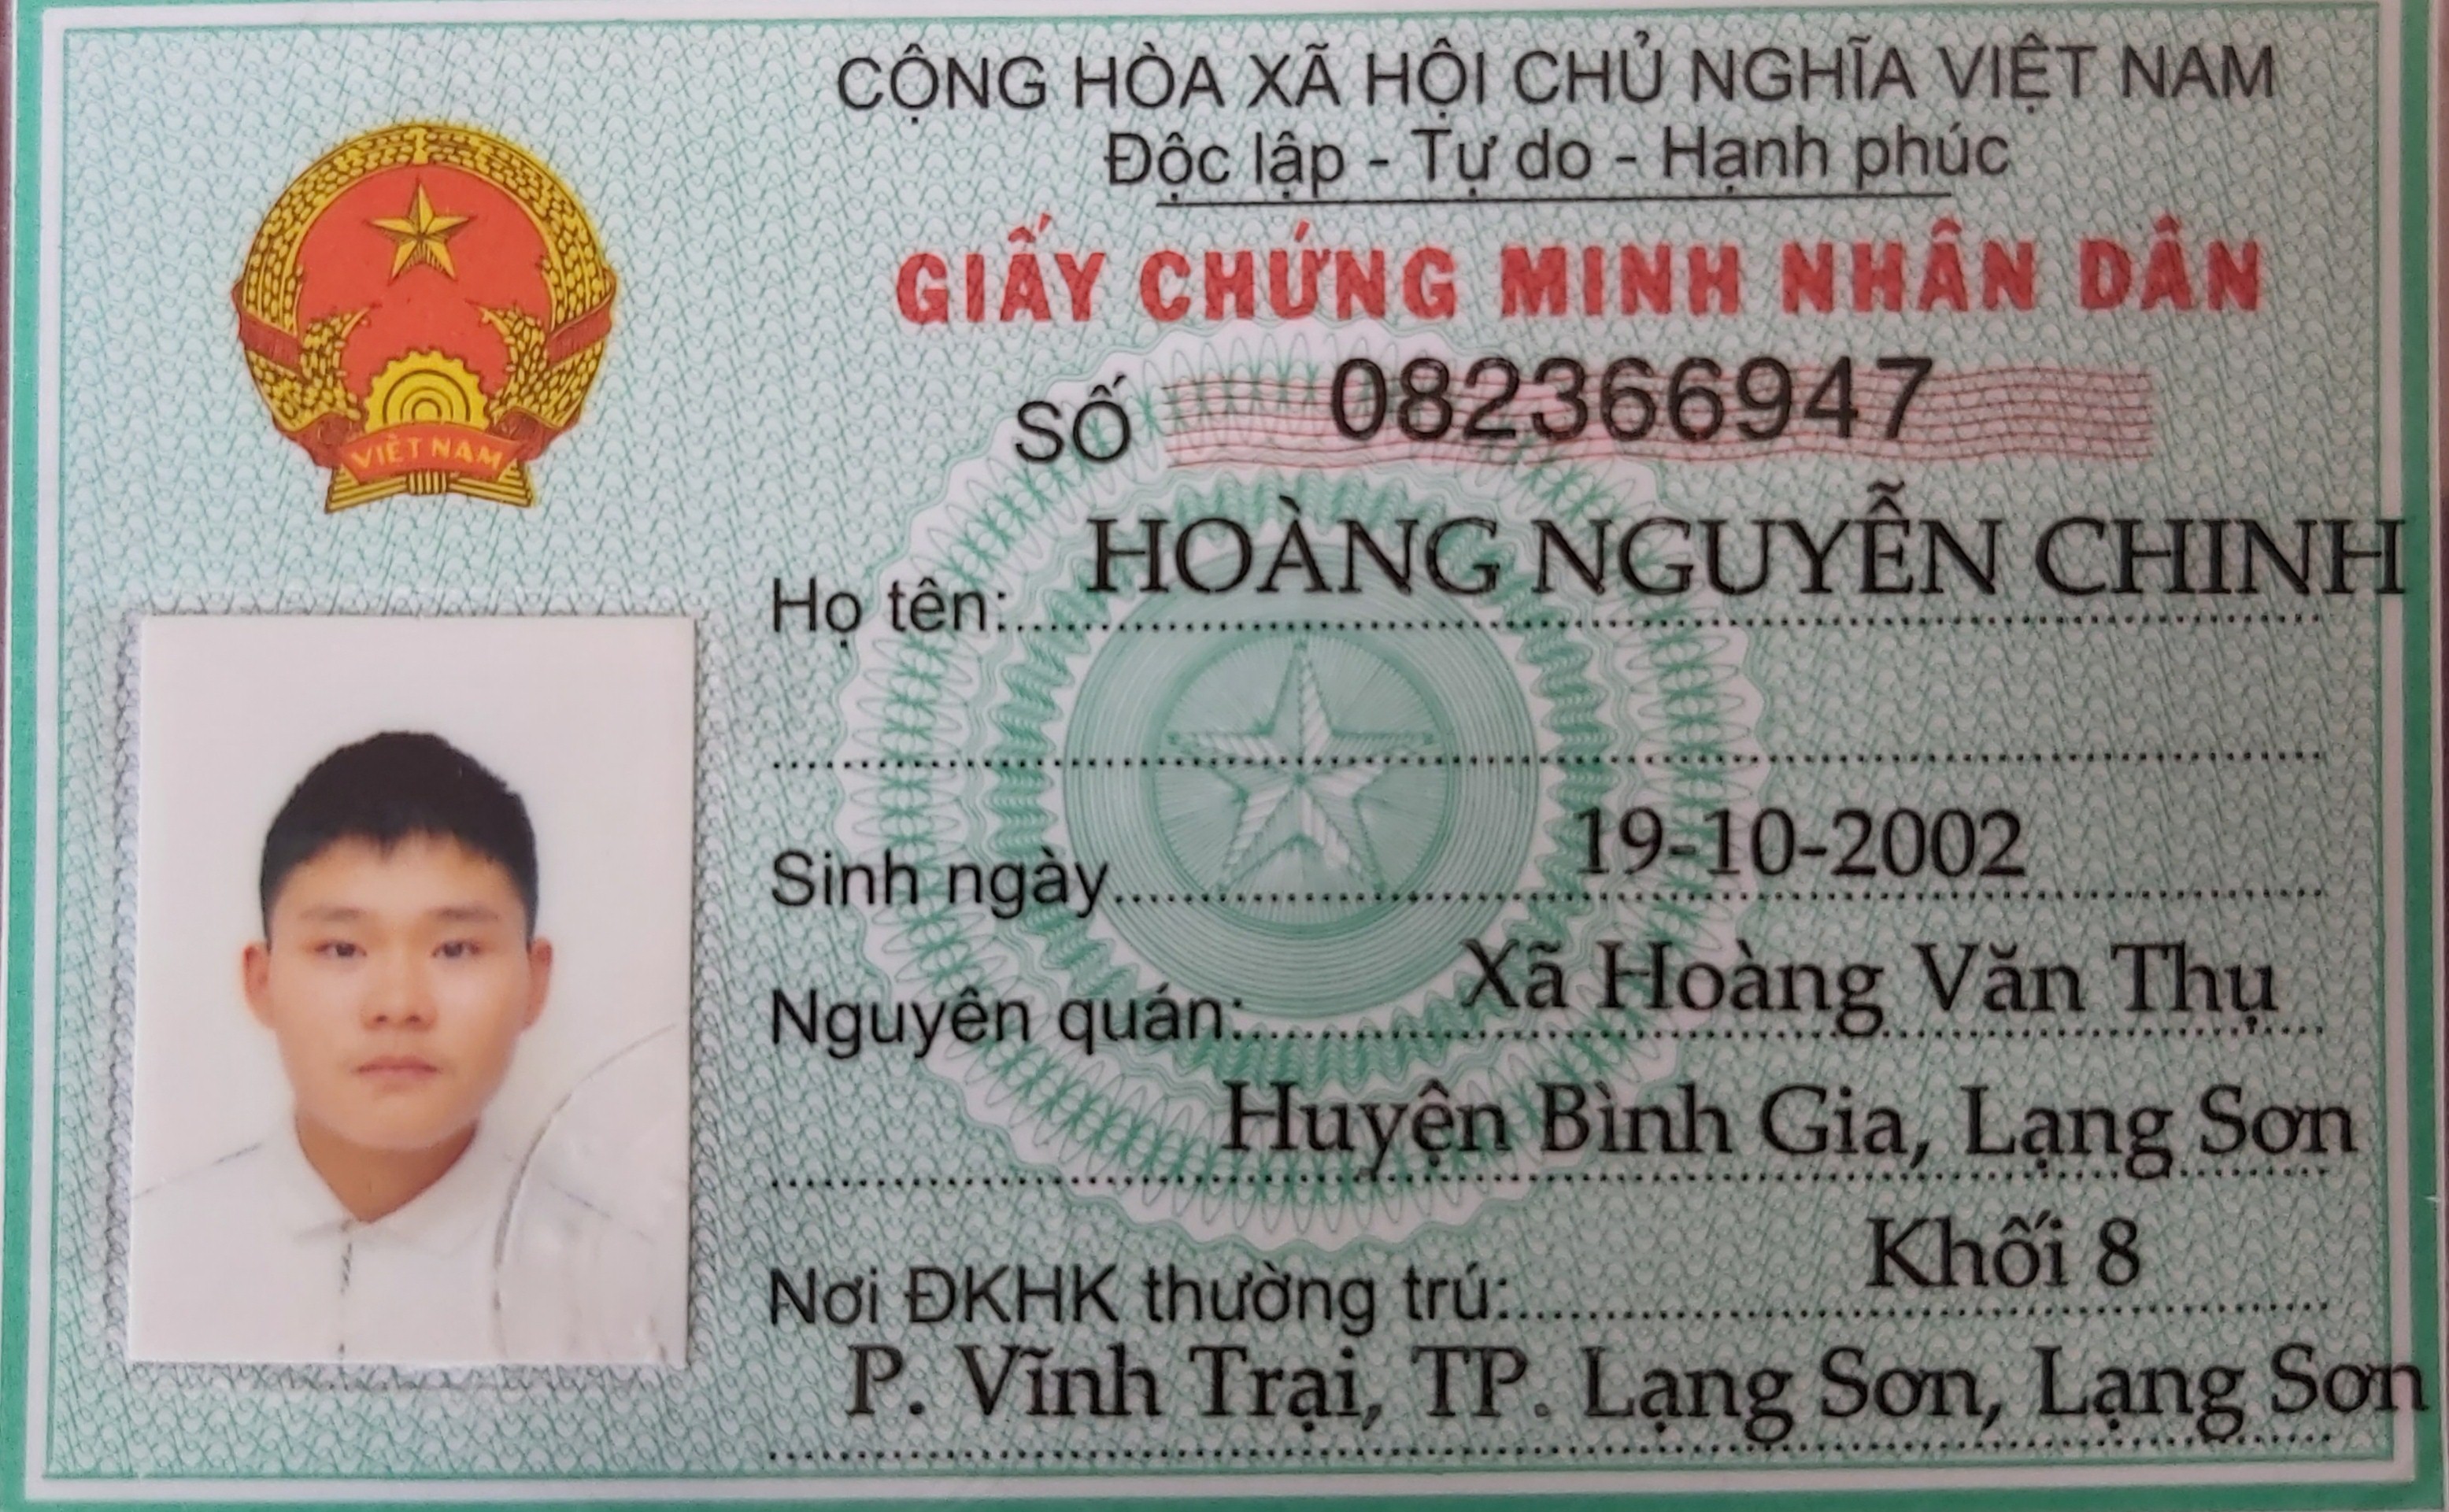 CỘNG HÒA XÃ HỘI CHỦ NGHĨA VIỆT NAM
Độc lập - Tự do - Hạnh phúc
GIẤY CHỨNG MINH NHÂN DÂN
SỐ 082366947
VIỆT NAM
Họ tên: HOÀNG NGUYỄN CHINH
Sinh ngày 19-10-2002
Nguyên quán: Xã Hoàng Văn Thụ
Huyện Bình Gia, Lạng Sơn
Nơi ĐKHK thường trú: Khối 8
P. Vĩnh Trại, TP. Lạng Sơn, Lạng Sơn